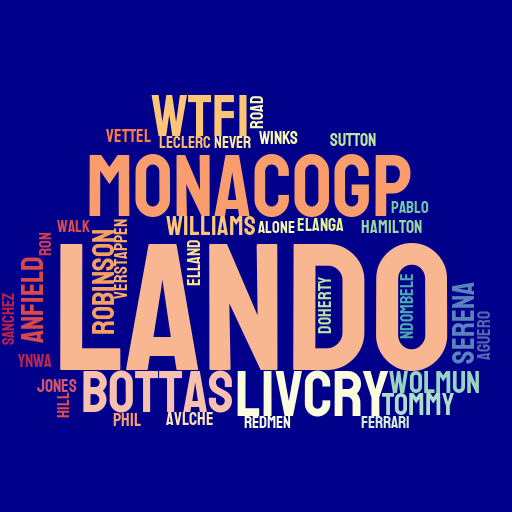 WTFI
ROAD
VETTEL
LECLERC
NEVER
WINKS
SUTTON
MONACOGP
PABLO
WALK
WILLIAMS
ALONE
ELANGA
HAMILTON
RON
ROBINSON
VERSTAPPEN
ELLAND
LANDO
ANFIELD
DOHERTY
NDOMBELE
SERENA
AGUERO
SANCHEZ
YNWA
JONES
BOTTAS
LIVCRY
WOLMUN
HILL
TOMMY
PHIL
AVLCHE
REDMEN
FERRARI